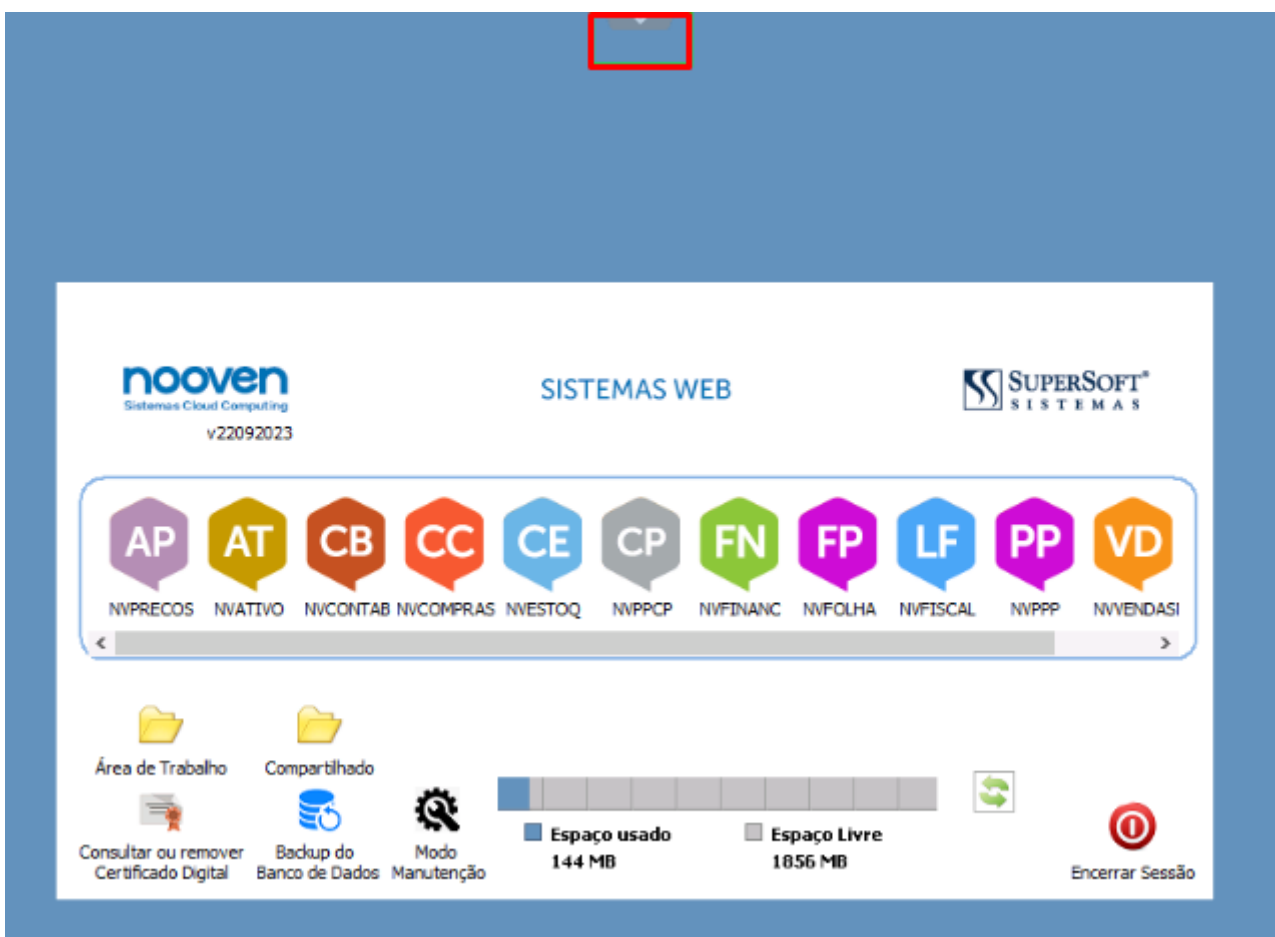 nooven
Sistemas Cloud Computing
v22092023
SISTEMAS WEB
SUPERSOFT®
SISTEMAS
AP AT CB CC CE CP FN FP LF PP VD
NVPRECOS NVATIVO NVCONTAB NVCOMPRAS NVESTOQ NVPPCP NVFINANC NVFOLHA NVFISCAL NVPPP NVVENDASI
Área de Trabalho
Compartilhado
Consultar ou remover
Certificado Digital
Backup do
Banco de Dados
Modo
Manutenção
Espaço usado
144 MB
Espaço Livre
1856 MB
Encerrar Sessão